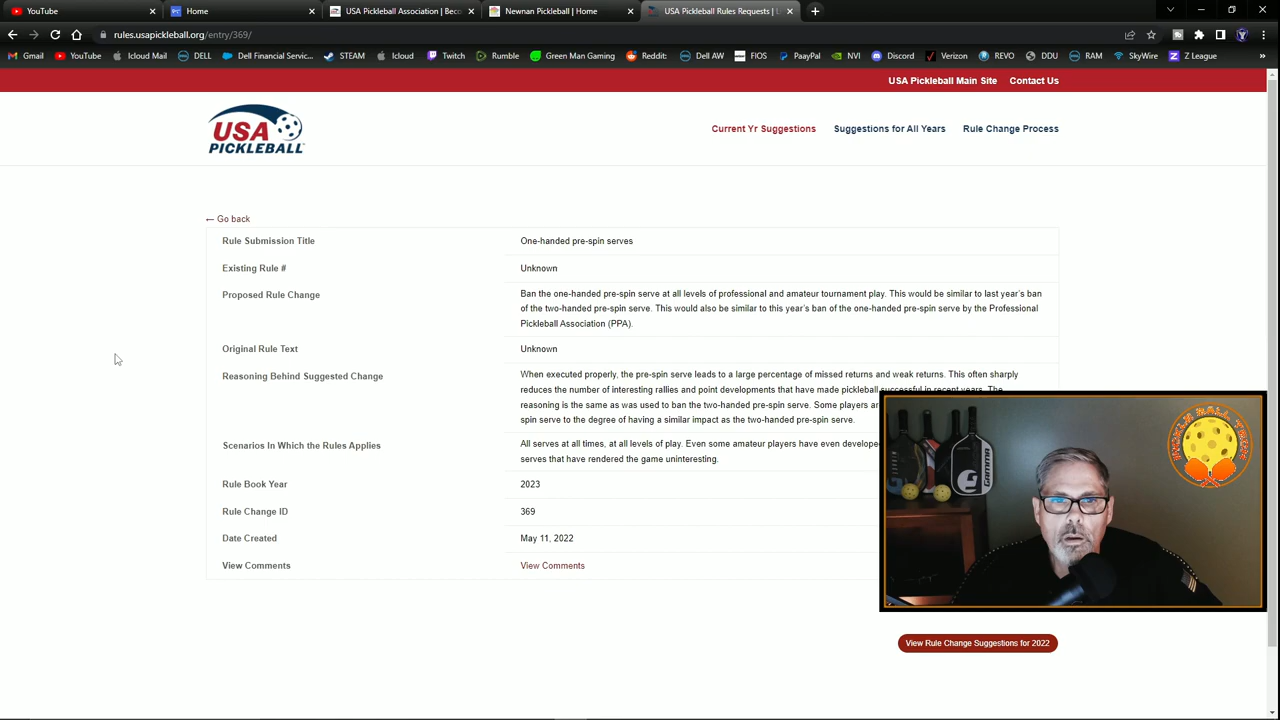 YouTube
Home
USA Pickleball Association | Bec
Newnan Pickleball | Home
USA Pickleball Rules Requests | L
rules.usapickleball.org/entry/369/
Gmail
YouTube
Icloud Mail
DELL
Dell Financial Servic...
STEAM
Icloud
Twitch
Rumble
Green Man Gaming
Reddit:
Dell AW
FIOS
PaayPal
NVI
Discord
Verizon
REVO
DDU
RAM
SkyWire
Z League
USA Pickleball Main Site
Contact Us
USA
PICKLEBALL
Current Yr Suggestions
Suggestions for All Years
Rule Change Process
← Go back
Rule Submission Title
One-handed pre-spin serves
Existing Rule #
Unknown
Proposed Rule Change
Ban the one-handed pre-spin serve at all levels of professional and amateur tournament play. This would be similar to last year's ban
of the two-handed pre-spin serve. This would also be similar to this year's ban of the one-handed pre-spin serve by the Professional
Pickleball Association (PPA).
Original Rule Text
Unknown
Reasoning Behind Suggested Change
When executed properly, the pre-spin serve leads to a large percentage of missed returns and weak returns. This often sharply
reduces the number of interesting rallies and point developments that have made pickleball successful in recent years. The
reasoning is the same as was used to ban the two-handed pre-spin serve. Some players ar
spin serve to the degree of having a similar impact as the two-handed pre-spin serve.
Scenarios In Which the Rules Applies
All serves at all times, at all levels of play. Even some amateur players have even develope
serves that have rendered the game uninteresting.
Rule Book Year
2023
Rule Change ID
369
Date Created
May 11, 2022
View Comments
View Comments
GAMMA
View Rule Change Suggestions for 2022